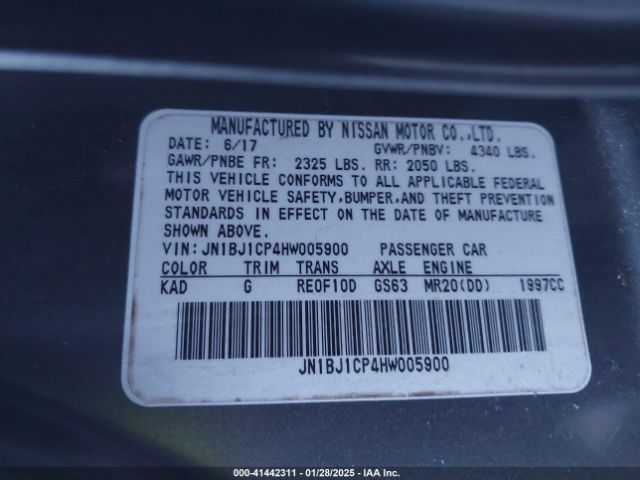 MANUFACTURED BY NISSAN MOTOR CO.,LTD.
DATE: 6/17 GVWR/PNBV: 4340 LBS.
GAWR/PNBE FR: 2325 LBS. RR: 2050 LBS.
THIS VEHICLE CONFORMS TO ALL APPLICABLE FEDERAL
MOTOR VEHICLE SAFETY,BUMPER,AND THEFT PREVENTION
STANDARDS IN EFFECT ON THE DATE OF MANUFACTURE
SHOWN ABOVE.
VIN: JN1BJ1CP4HW005900 PASSENGER CAR
COLOR TRIM TRANS AXLE ENGINE
KAD G RE0F10D GS63 MR20(DD) 1997CC
JN1BJ1CP4HW005900
000-41442311 - 01/28/2025 - IAA Inc.